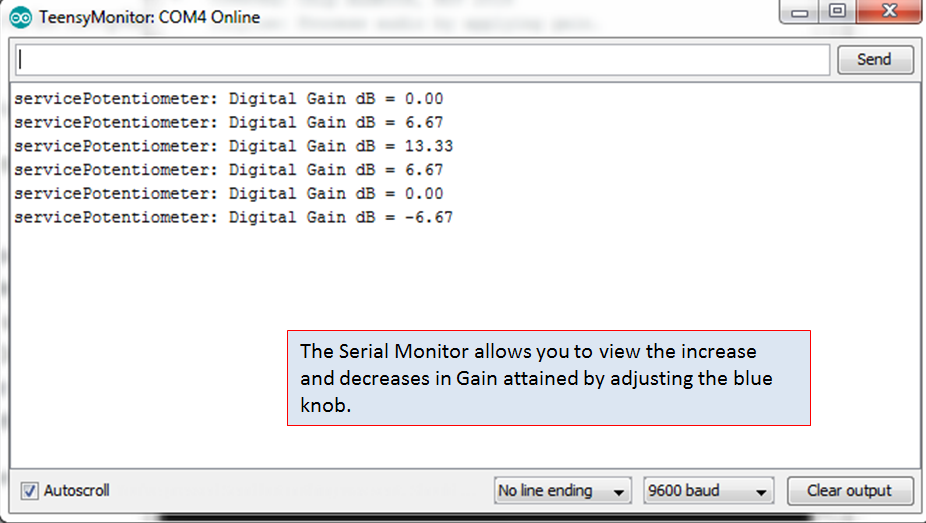 TeensyMonitor: COM4 Online
Send
servicePotentiometer: Digital Gain dB = 0.00
servicePotentiometer: Digital Gain dB = 6.67
servicePotentiometer: Digital Gain dB = 13.33
servicePotentiometer: Digital Gain dB = 6.67
servicePotentiometer: Digital Gain dB = 0.00
servicePotentiometer: Digital Gain dB = -6.67
The Serial Monitor allows you to view the increase
and decreases in Gain attained by adjusting the blue
knob.
Autoscroll
No line ending
9600 baud
Clear output